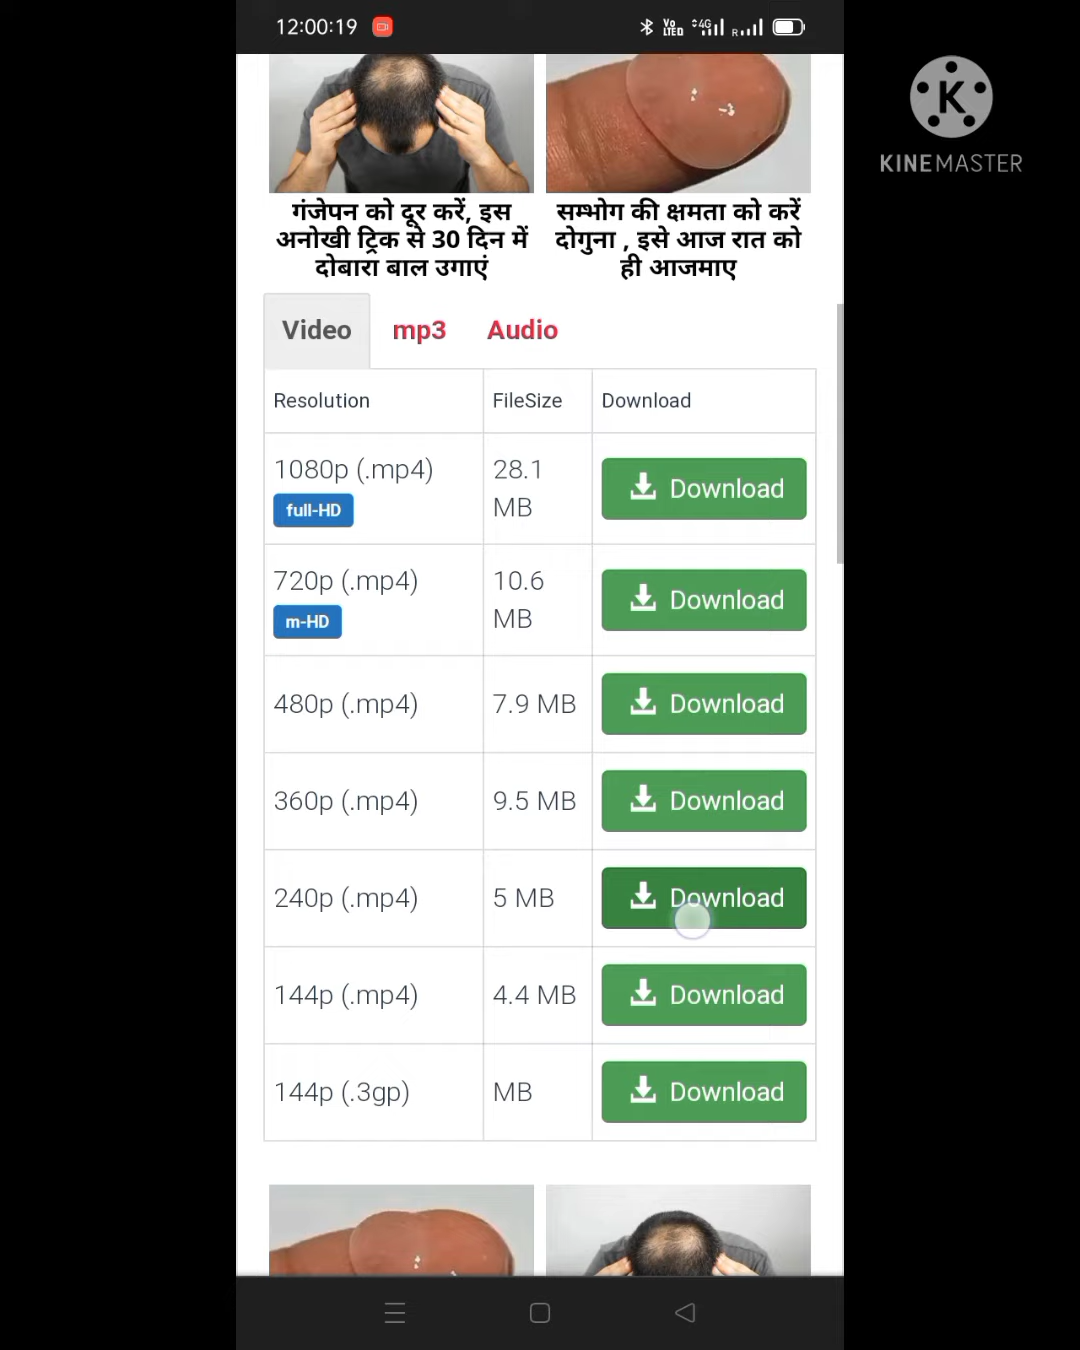 12:00:19
Vo
LTED
4G
R
K
KINEMASTER
गंजेपन को दूर करें, इस
अनोखी ट्रिक से 30 दिन में
दोबारा बाल उगाएं
सम्भोग की क्षमता को करें
दोगुना , इसे आज रात को
ही आजमाए
Video mp3 Audio
Resolution FileSize Download
1080p (.mp4) 28.1 Download
full-HD MB
720p (.mp4) 10.6 Download
m-HD MB
480p (.mp4) 7.9 MB Download
360p (.mp4) 9.5 MB Download
240p (.mp4) 5 MB Download
144p (.mp4) 4.4 MB Download
144p (.3gp) MB Download